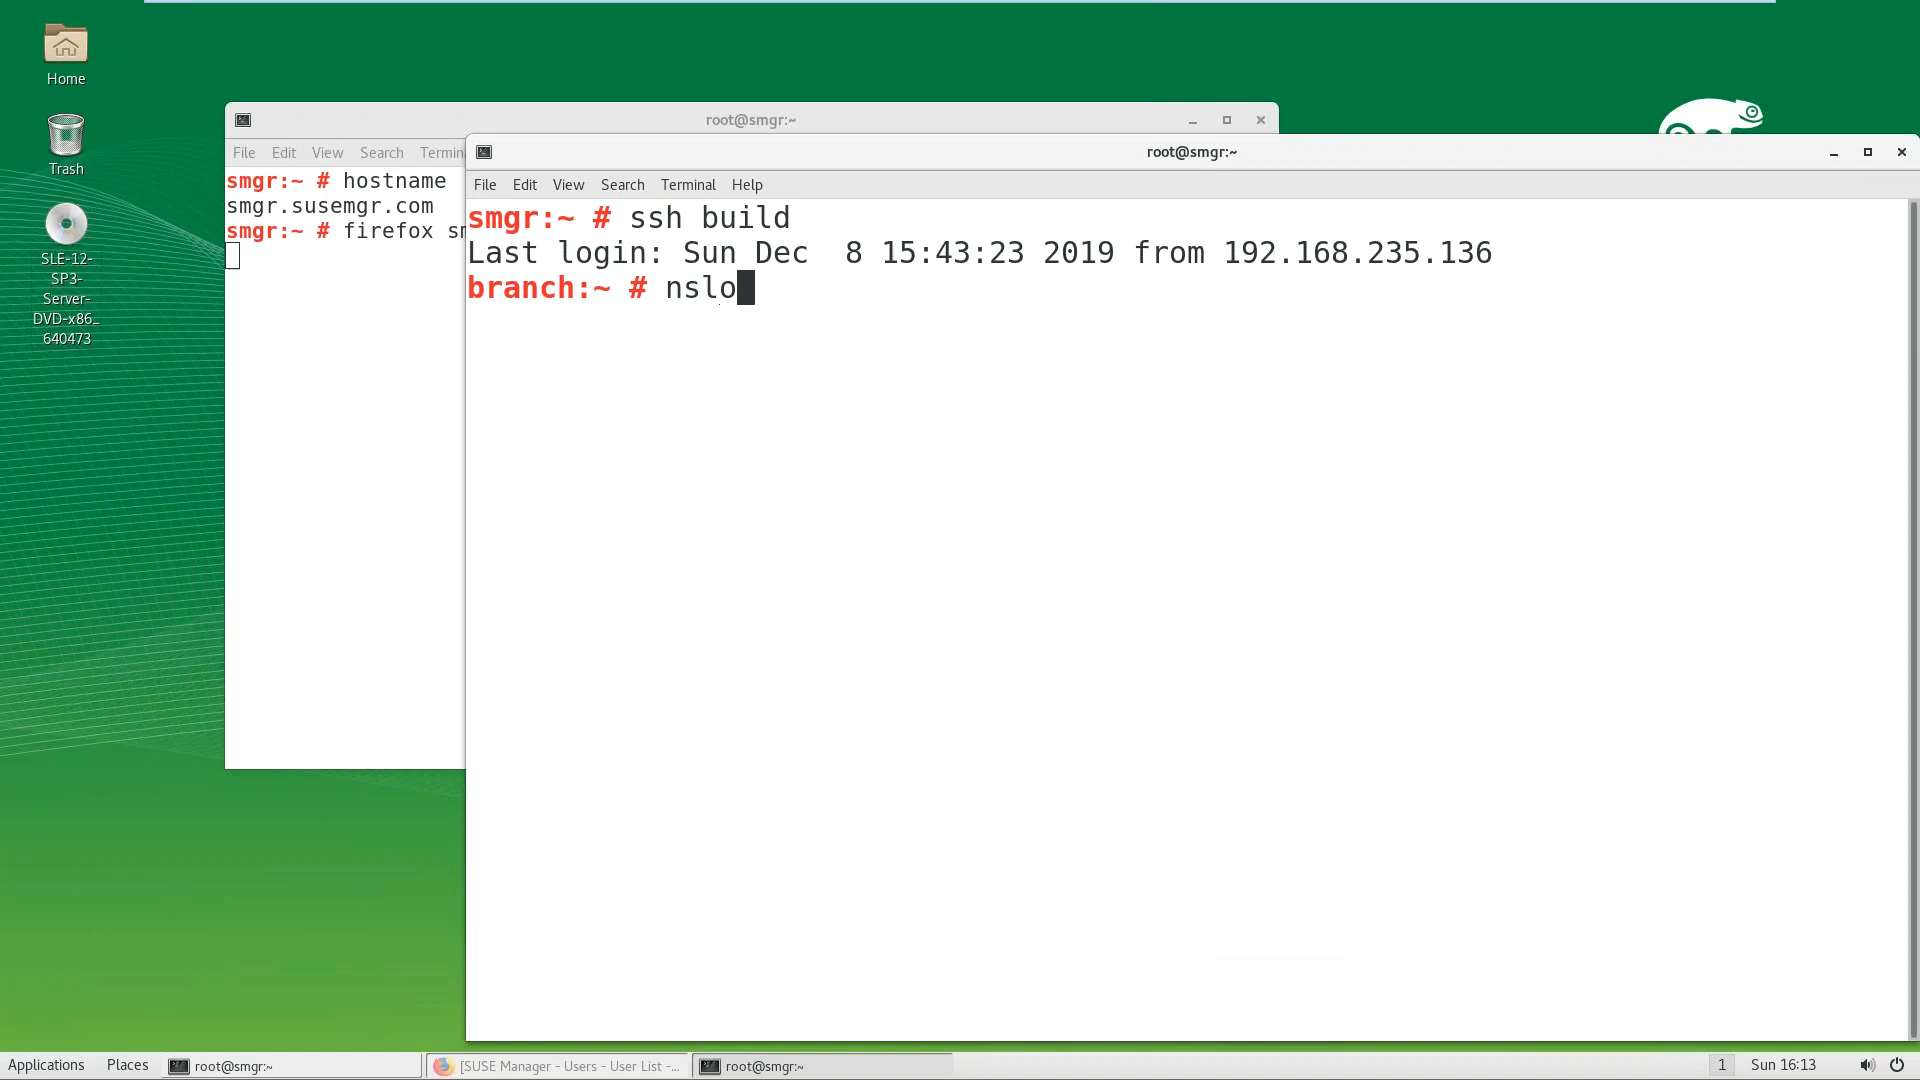 Home
Trash
SLE-12-
SP3-
Server-
DVD-x86_
640473
root@smgr:~
File Edit View Search Termin
smgr:~ # hostname
smgr.susemgr.com
smgr:~ # firefox
root@smgr:~
File Edit View Search Terminal Help
smgr:~ # ssh build
Last login: Sun Dec  8 15:43:23 2019 from 192.168.235.136
branch:~ # nslo
Applications Places root@smgr:~ [SUSE Manager - Users - User List -... root@smgr:~ 1 Sun 16:13